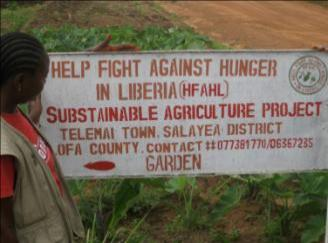 HELP FIGHT AGAINST HUNGER
IN LIBERIA (HFAHL)
SUBSTAINABLE AGRICULTURE PROJECT
TELEMAI TOWN, SALAYEA DISTRICT
LOFA COUNTY. CONTACT # 077381770/06367235
GARDEN